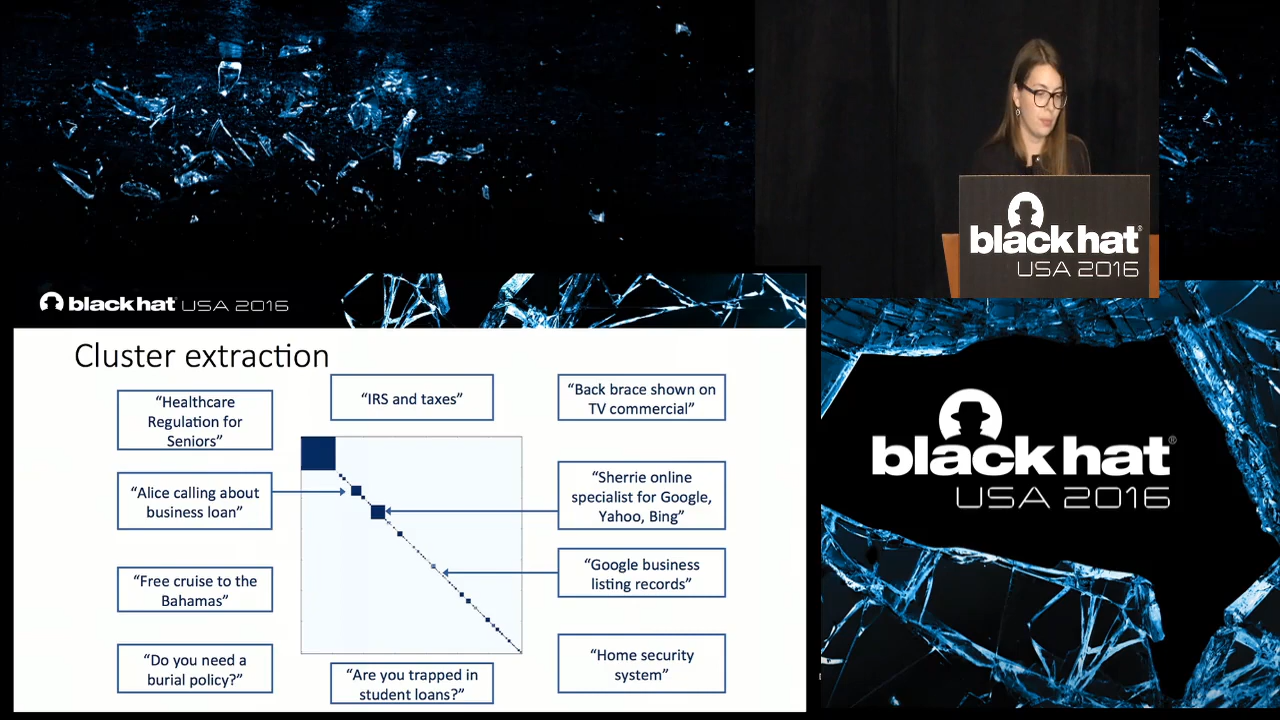 black hat®
USA 2016
black hat USA 2016
Cluster extraction
“Healthcare
Regulation for
Seniors”
“IRS and taxes”
“Back brace shown on
TV commercial”
“Alice calling about
business loan”
“Sherrie online
specialist for Google,
Yahoo, Bing”
“Google business
listing records”
“Free cruise to the
Bahamas”
“Do you need a
burial policy?”
“Are you trapped in
student loans?”
“Home security
system”
black hat®
USA 2016